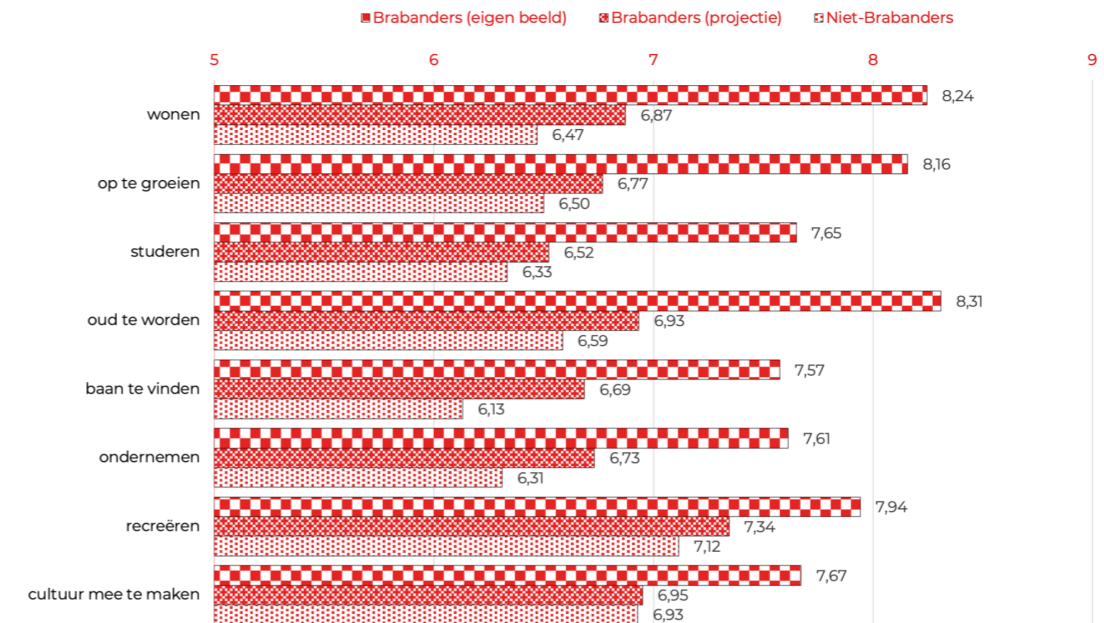 Brabanders (eigen beeld) Brabanders (projectie) Niet-Brabanders
5 6 7 8 9
wonen
8,24
6,87
6,47
op te groeien
8,16
6,77
6,50
studeren
7,65
6,52
6,33
oud te worden
8,31
6,93
6,59
baan te vinden
7,57
6,69
6,13
ondernemen
7,61
6,73
6,31
recreëren
7,94
7,34
7,12
cultuur mee te maken
7,67
6,95
6,93